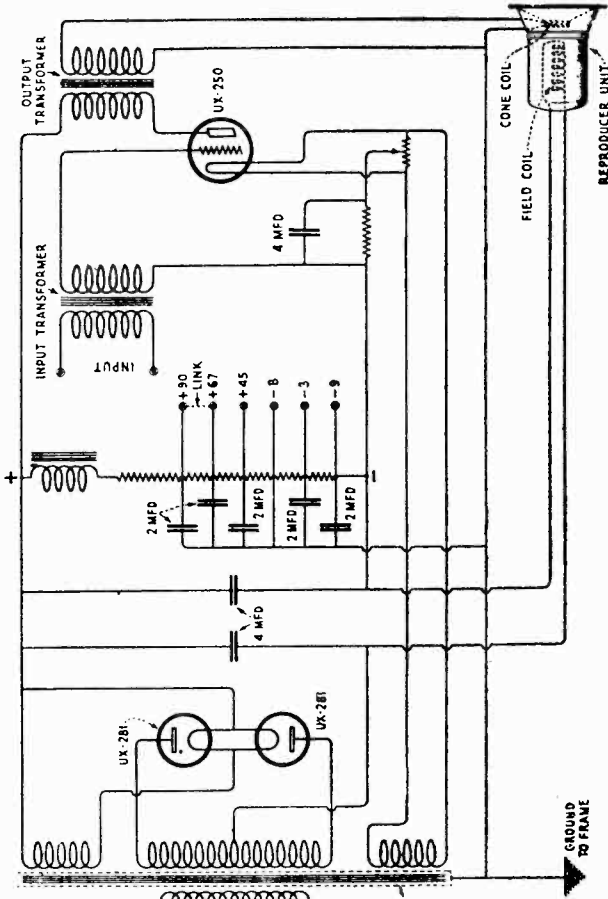 OUTPUT
TRANSFORMER
UX-250
CONE COIL
FIELD COIL
REPRODUCER UNIT
INPUT TRANSFORMER
INPUT
4 MFD
+90
LINK
+67
+45
-B
-3
-9
+
2 MFD
2 MFD
2 MFD
2 MFD
1
4 MFD
UX-281
UX-281
GROUND
TO FRAME